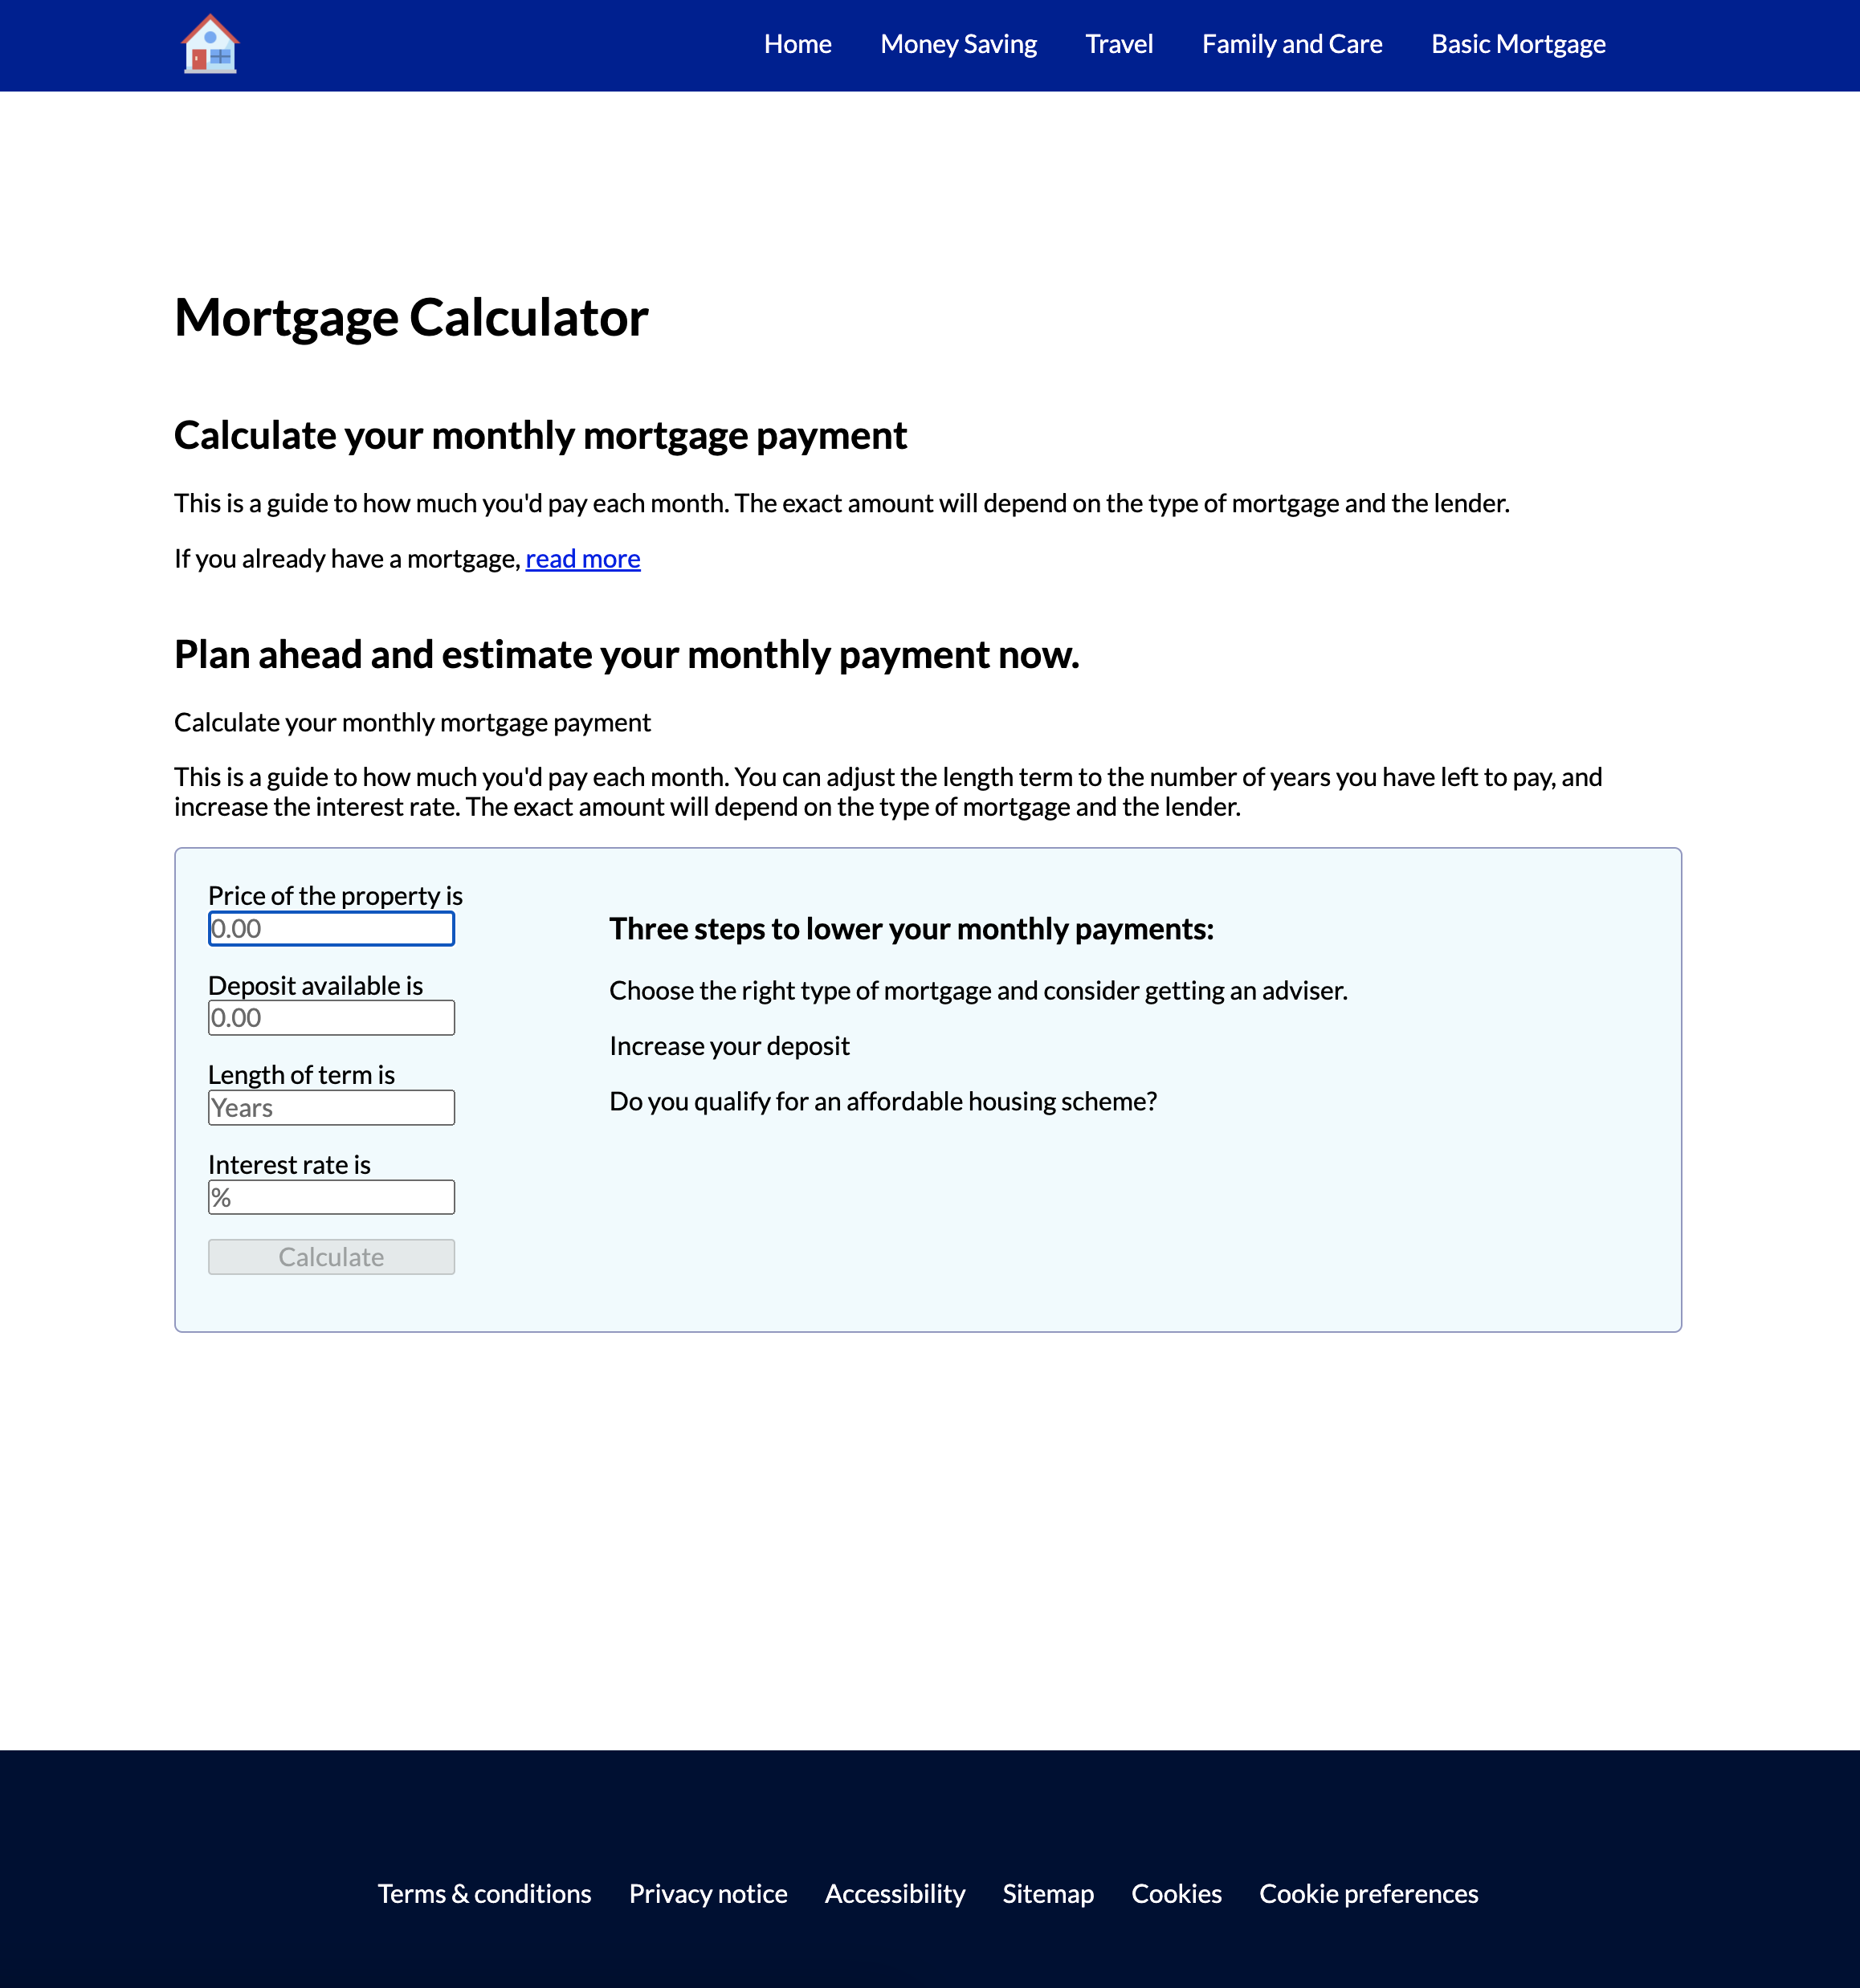 Home Money Saving Travel Family and Care Basic Mortgage
Mortgage Calculator
Calculate your monthly mortgage payment
This is a guide to how much you'd pay each month. The exact amount will depend on the type of mortgage and the lender.
If you already have a mortgage, read more
Plan ahead and estimate your monthly payment now.
Calculate your monthly mortgage payment
This is a guide to how much you'd pay each month. You can adjust the length term to the number of years you have left to pay, and
increase the interest rate. The exact amount will depend on the type of mortgage and the lender.
Price of the property is
0.00
Deposit available is
0.00
Length of term is
Years
Interest rate is
%
Calculate
Three steps to lower your monthly payments:
Choose the right type of mortgage and consider getting an adviser.
Increase your deposit
Do you qualify for an affordable housing scheme?
Terms & conditions Privacy notice Accessibility Sitemap Cookies Cookie preferences